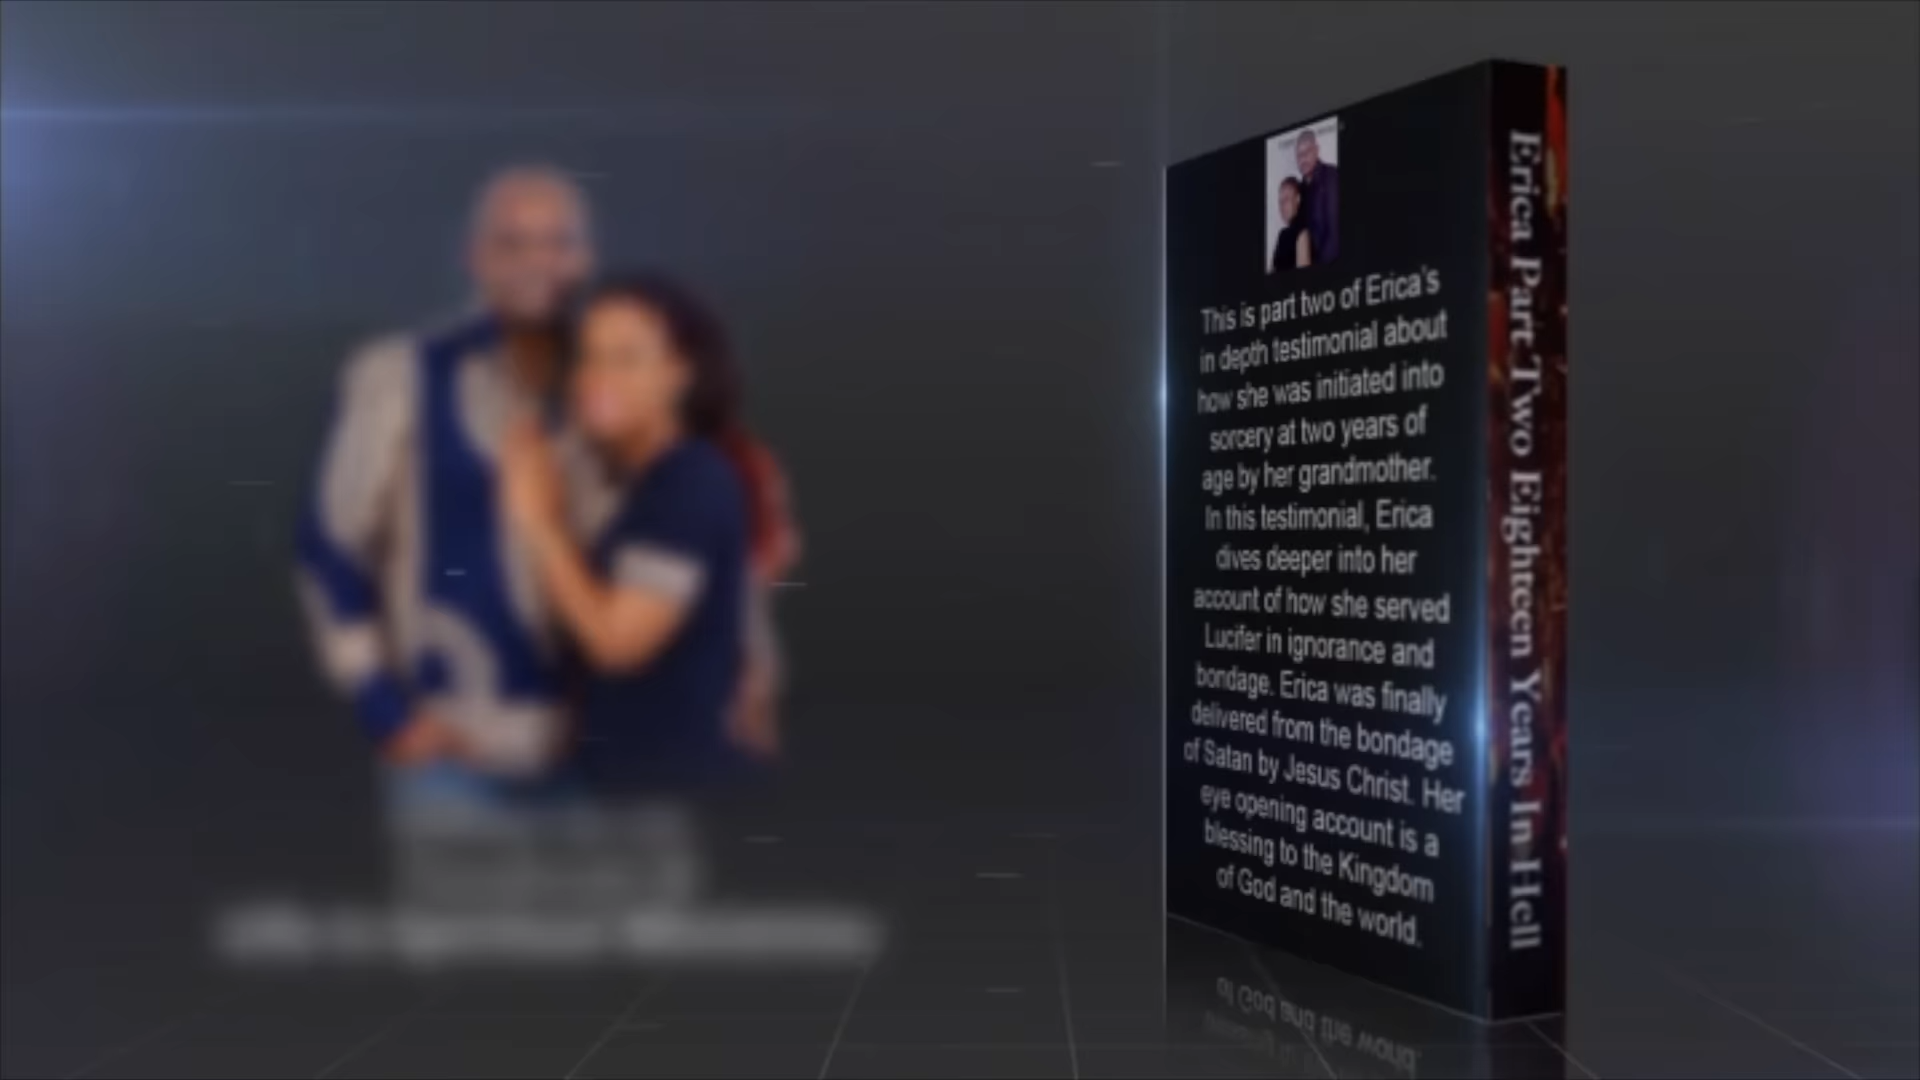 This is part two of Erica's
in depth testimonial about
how she was initiated into
sorcery at two years of
age by her grandmother.
In this testimonial, Erica
dives deeper into her
account of how she served
Lucifer in ignorance and
bondage. Erica was finally
delivered from the bondage
of Satan by Jesus Christ. Her
eye opening account is a
blessing to the Kingdom
of God and the world.
Erica Part Two Eighteen Years In Hell